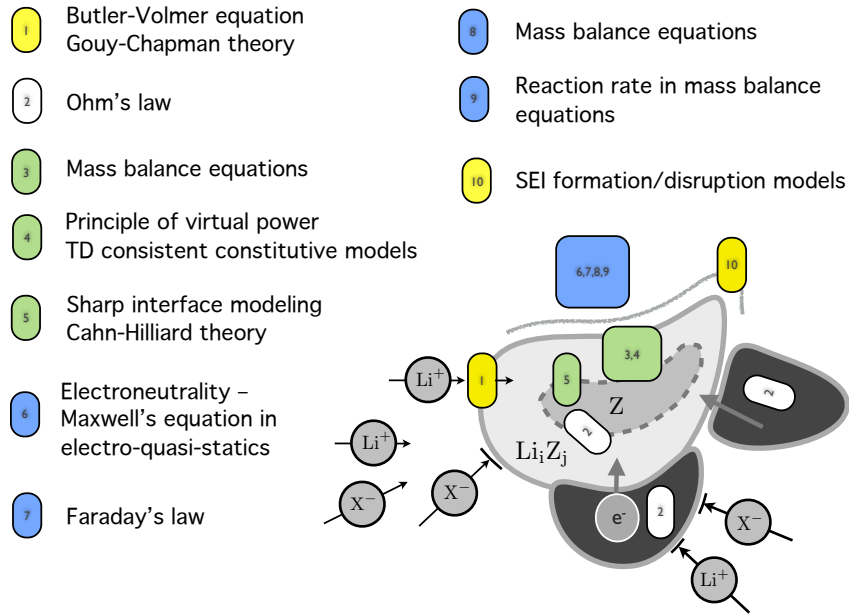 1
Butler-Volmer equation
Gouy-Chapman theory
2
Ohm's law
3
Mass balance equations
4
Principle of virtual power
TD consistent constitutive models
5
Sharp interface modeling
Cahn-Hilliard theory
6
Electroneutrality –
Maxwell's equation in
electro-quasi-statics
7
Faraday's law
8
Mass balance equations
9
Reaction rate in mass balance
equations
10
SEI formation/disruption models
6,7,8,9
10
3,4
Li⁺
1
5
Z
2
2
Li⁺
LiᵢZⱼ
X⁻
X⁻
e⁻
2
X⁻
Li⁺